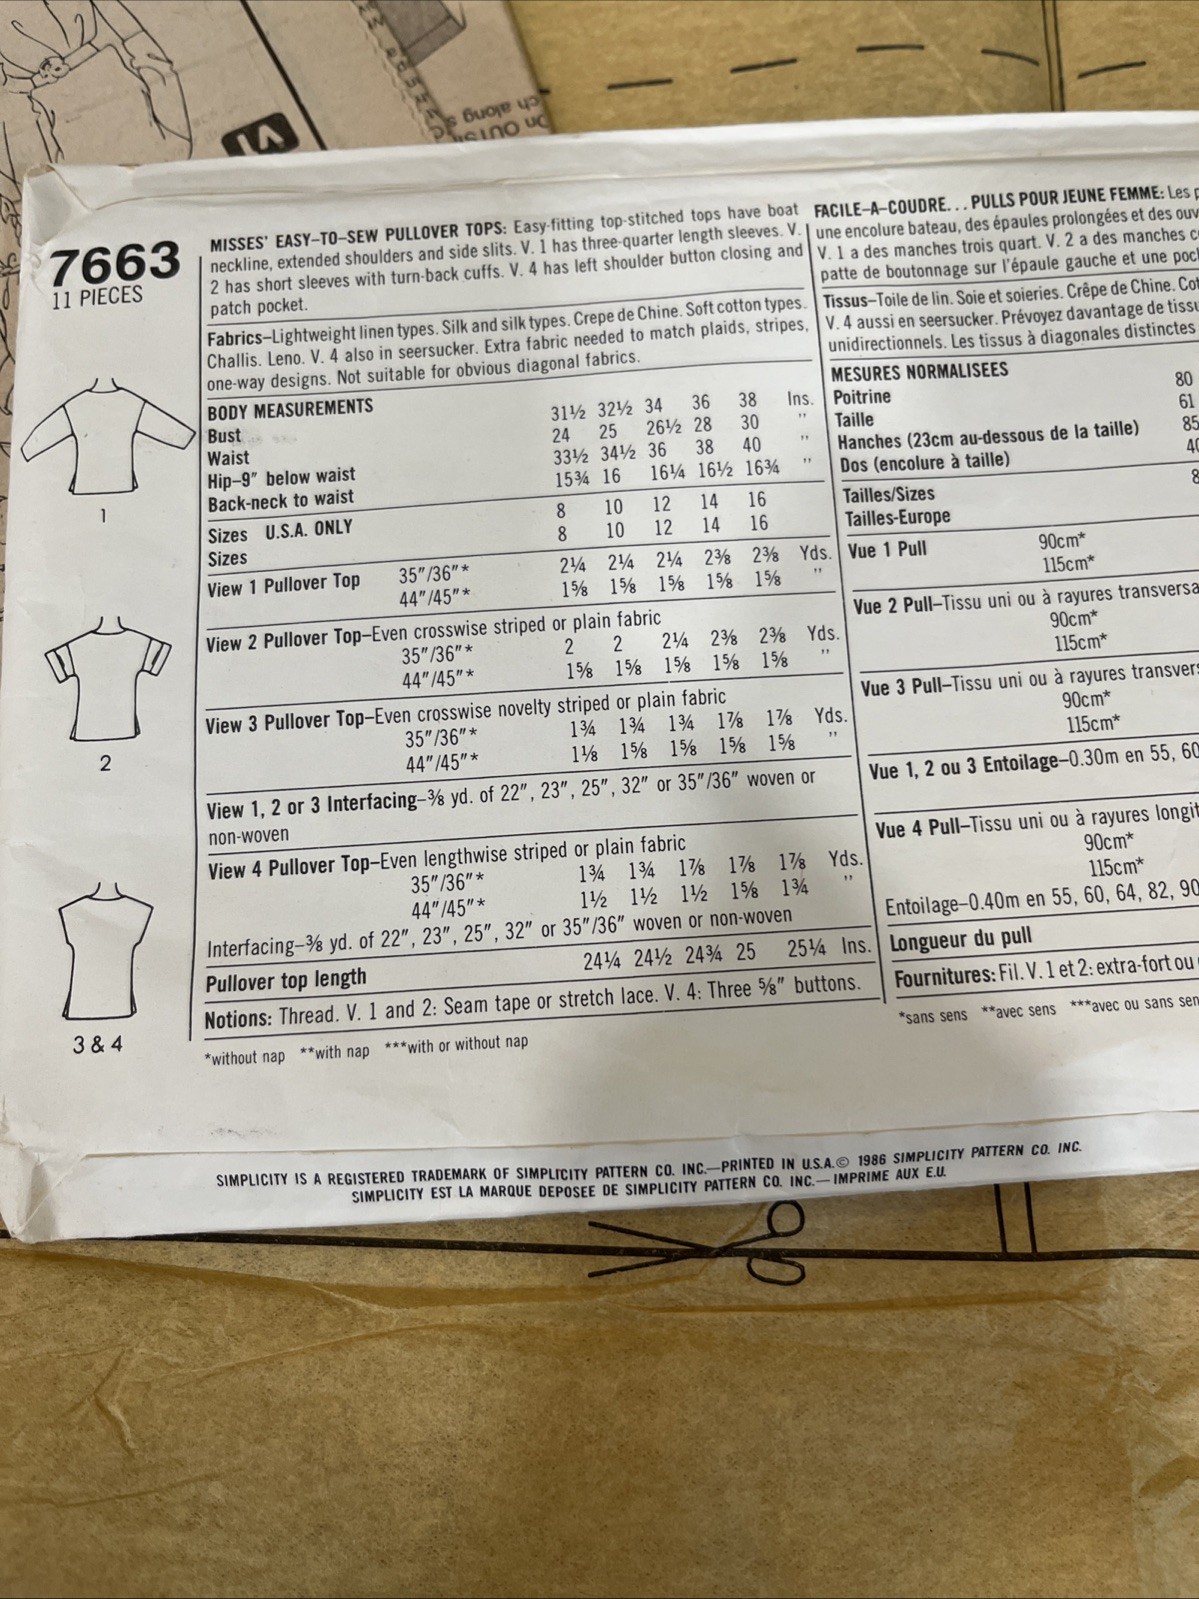 VI
7663
11 PIECES
1
2
3 & 4
MISSES' EASY–TO–SEW PULLOVER TOPS: Easy-fitting top-stitched tops have boat
neckline, extended shoulders and side slits. V. 1 has three-quarter length sleeves. V.
2 has short sleeves with turn-back cuffs. V. 4 has left shoulder button closing and
patch pocket.
Fabrics–Lightweight linen types. Silk and silk types. Crepe de Chine. Soft cotton types.
Challis. Leno. V. 4 also in seersucker. Extra fabric needed to match plaids, stripes,
one-way designs. Not suitable for obvious diagonal fabrics.
BODY MEASUREMENTS
Bust 31½ 32½ 34 36 38 Ins.
Waist 24 25 26½ 28 30 "
Hip–9" below waist 33½ 34½ 36 38 40 "
Back-neck to waist 15¾ 16 16¼ 16½ 16¾ "
Sizes U.S.A. ONLY 8 10 12 14 16
Sizes 8 10 12 14 16
View 1 Pullover Top 35"/36"* 2¼ 2¼ 2¼ 2⅜ 2⅜ Yds.
44"/45"* 1⅝ 1⅝ 1⅝ 1⅝ 1⅝ "
View 2 Pullover Top–Even crosswise striped or plain fabric
35"/36"* 2 2 2¼ 2⅜ 2⅜ Yds.
44"/45"* 1⅝ 1⅝ 1⅝ 1⅝ 1⅝ "
View 3 Pullover Top–Even crosswise novelty striped or plain fabric
35"/36"* 1¾ 1¾ 1¾ 1⅞ 1⅞ Yds.
44"/45"* 1⅛ 1⅝ 1⅝ 1⅝ 1⅝ "
View 1, 2 or 3 Interfacing–⅜ yd. of 22", 23", 25", 32" or 35"/36" woven or
non-woven
View 4 Pullover Top–Even lengthwise striped or plain fabric
35"/36"* 1¾ 1¾ 1⅞ 1⅞ 1⅞ Yds.
44"/45"* 1½ 1½ 1½ 1⅝ 1¾ "
Interfacing–⅜ yd. of 22", 23", 25", 32" or 35"/36" woven or non-woven
Pullover top length 24¼ 24½ 24¾ 25 25¼ Ins.
Notions: Thread. V. 1 and 2: Seam tape or stretch lace. V. 4: Three ⅝" buttons.
*without nap **with nap ***with or without nap
FACILE–A–COUDRE. . . PULLS POUR JEUNE FEMME: Les
une encolure bateau, des épaules prolongées et des
V. 1 a des manches trois quart. V. 2 a des manches
patte de boutonnage sur l'épaule gauche et une
Tissus–Toile de lin. Soie et soieries. Crêpe de Chine.
V. 4 aussi en seersucker. Prévoyez davantage de
unidirectionnels. Les tissus à diagonales distinctes
MESURES NORMALISEES
Poitrine 80
Taille 61
Hanches (23cm au-dessous de la taille) 85
Dos (encolure à taille) 40
Tailles/Sizes 8
Tailles-Europe
Vue 1 Pull 90cm*
115cm*
Vue 2 Pull–Tissu uni ou à rayures
90cm*
115cm*
Vue 3 Pull–Tissu uni ou à rayures
90cm*
115cm*
Vue 1, 2 ou 3 Entoilage–0.30m en 55, 60
Vue 4 Pull–Tissu uni ou à rayures
90cm*
115cm*
Entoilage–0.40m en 55, 60, 64, 82, 90
Longueur du pull
Fournitures: Fil. V. 1 et 2: extra-fort ou
*sans sens **avec sens ***avec ou sans
SIMPLICITY IS A REGISTERED TRADEMARK OF SIMPLICITY PATTERN CO. INC.—PRINTED IN U.S.A.© 1986 SIMPLICITY PATTERN CO. INC.
SIMPLICITY EST LA MARQUE DEPOSEE DE SIMPLICITY PATTERN CO. INC.—IMPRIME AUX E.U.